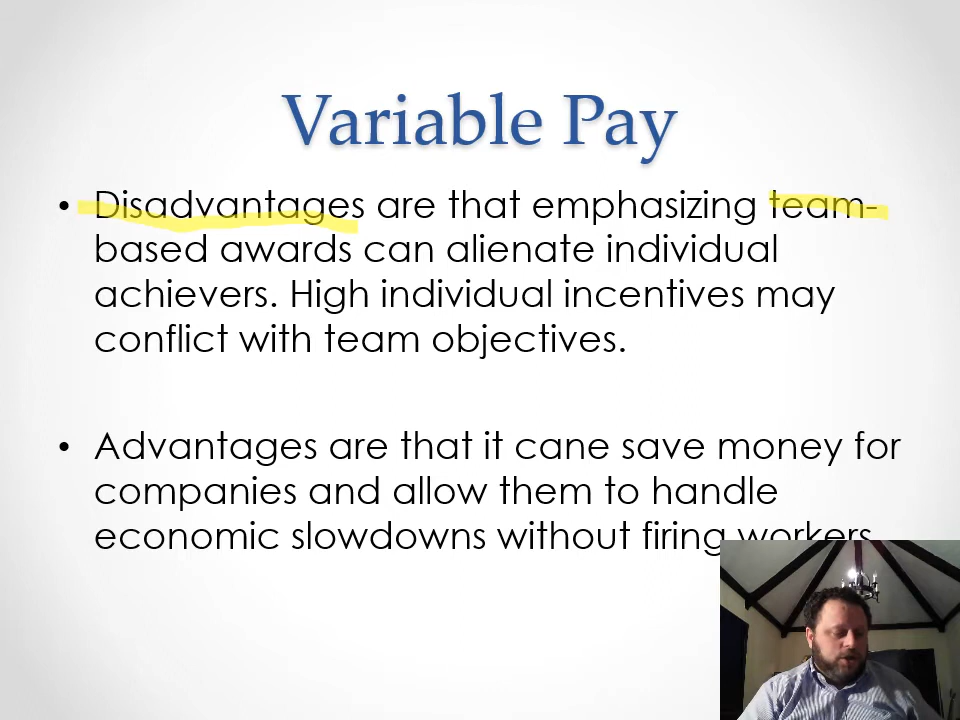 Variable Pay
• Disadvantages are that emphasizing team-
based awards can alienate individual
achievers. High individual incentives may
conflict with team objectives.
• Advantages are that it cane save money for
companies and allow them to handle
economic slowdowns without firing workers